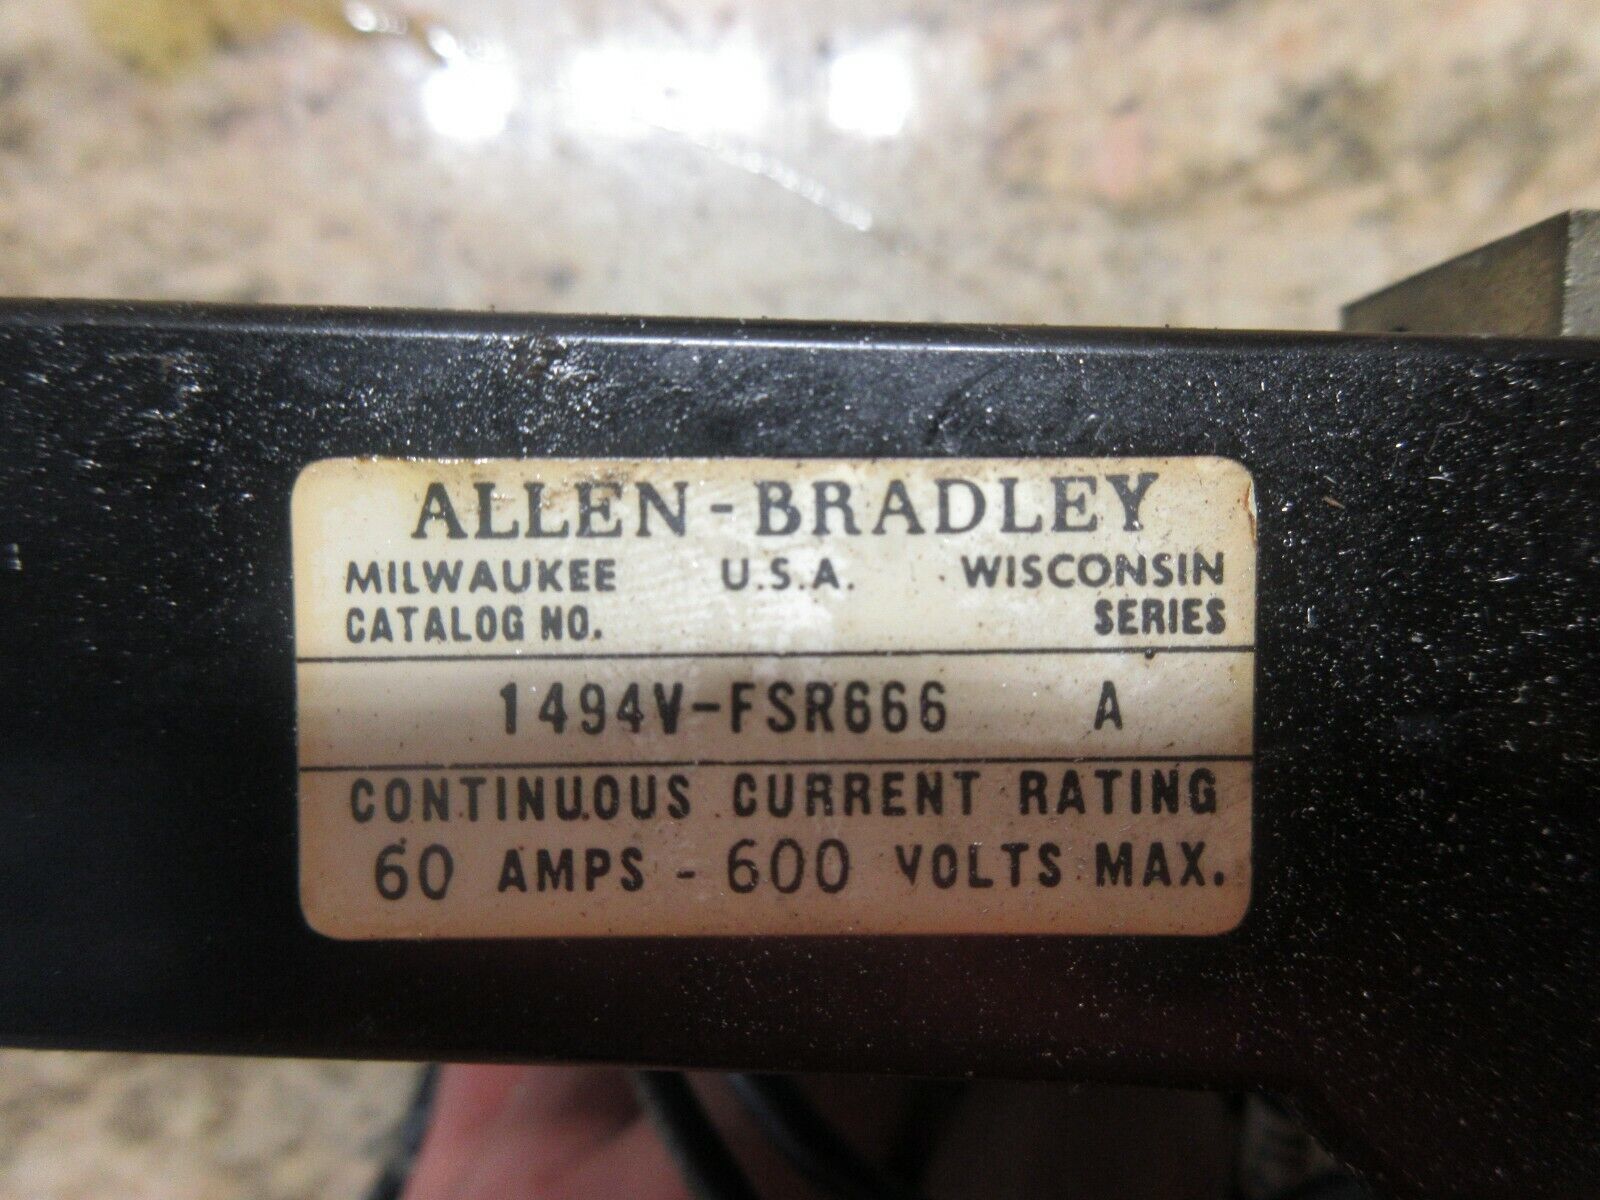 ALLEN-BRADLEY
MILWAUKEE U.S.A. WISCONSIN
CATALOG NO. SERIES
1494V-FSR666 A
CONTINUOUS CURRENT RATING
60 AMPS - 600 VOLTS MAX.